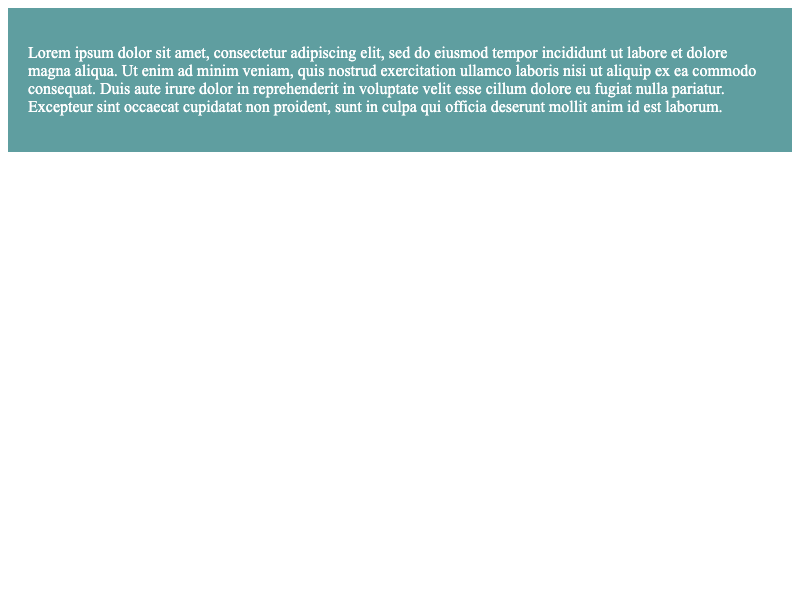 Lorem ipsum dolor sit amet, consectetur adipiscing elit, sed do eiusmod tempor incididunt ut labore et dolore
magna aliqua. Ut enim ad minim veniam, quis nostrud exercitation ullamco laboris nisi ut aliquip ex ea commodo
consequat. Duis aute irure dolor in reprehenderit in voluptate velit esse cillum dolore eu fugiat nulla pariatur.
Excepteur sint occaecat cupidatat non proident, sunt in culpa qui officia deserunt mollit anim id est laborum.